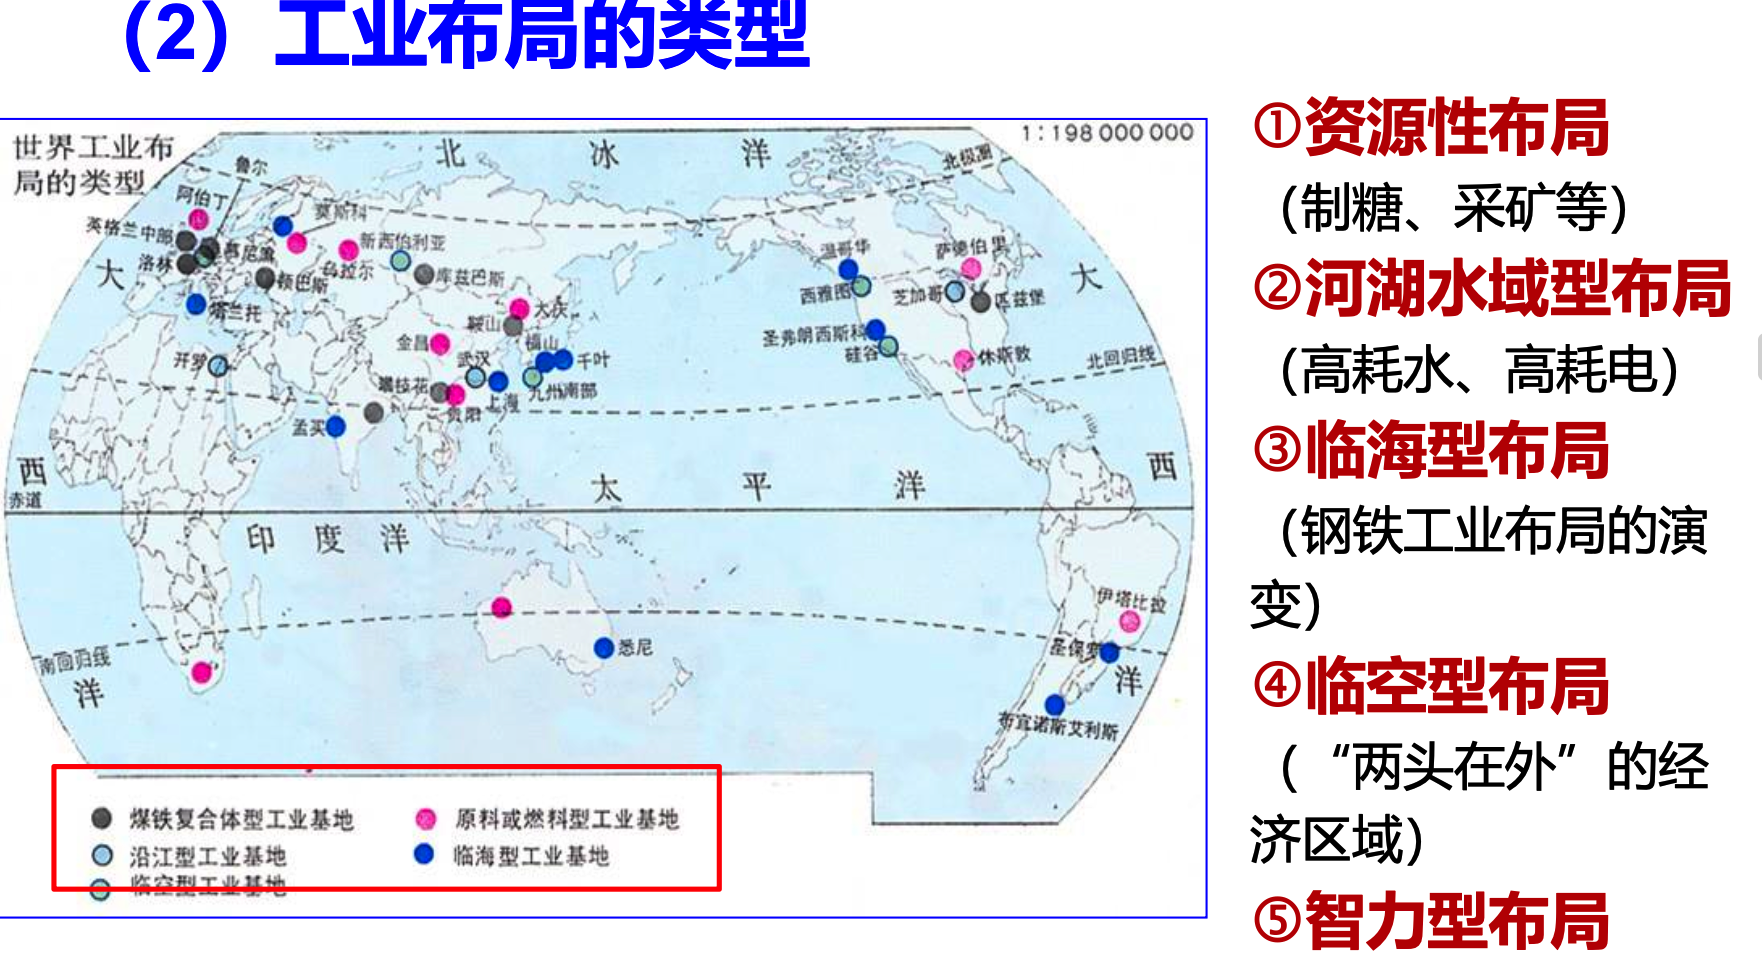 （2）工业布局的类型
世界工业布
局的类型
1:198 000 000
北 冰 洋
北极圈
鲁尔
阿伯丁
莫斯科
英格兰中部
慕尼黑
新西伯利亚
洛林
乌拉尔
库兹巴斯
顿巴斯
大
塔兰托
大庆
鞍山
金昌
武汉
福山
千叶
开罗
攀枝花
九州南部
贵阳
上海
孟买
温哥华
萨德伯里
西雅图
芝加哥
匹兹堡
大
圣弗朗西斯科
硅谷
休斯敦
北回归线
西
赤道
太 平 洋
西
印 度 洋
伊塔比拉
悉尼
圣保罗
南回归线
洋
洋
布宜诺斯艾利斯
煤铁复合体型工业基地
原料或燃料型工业基地
沿江型工业基地
临海型工业基地
临空型工业基地
①资源性布局
（制糖、采矿等）
②河湖水域型布局
（高耗水、高耗电）
③临海型布局
（钢铁工业布局的演
变）
④临空型布局
（“两头在外”的经
济区域）
⑤智力型布局